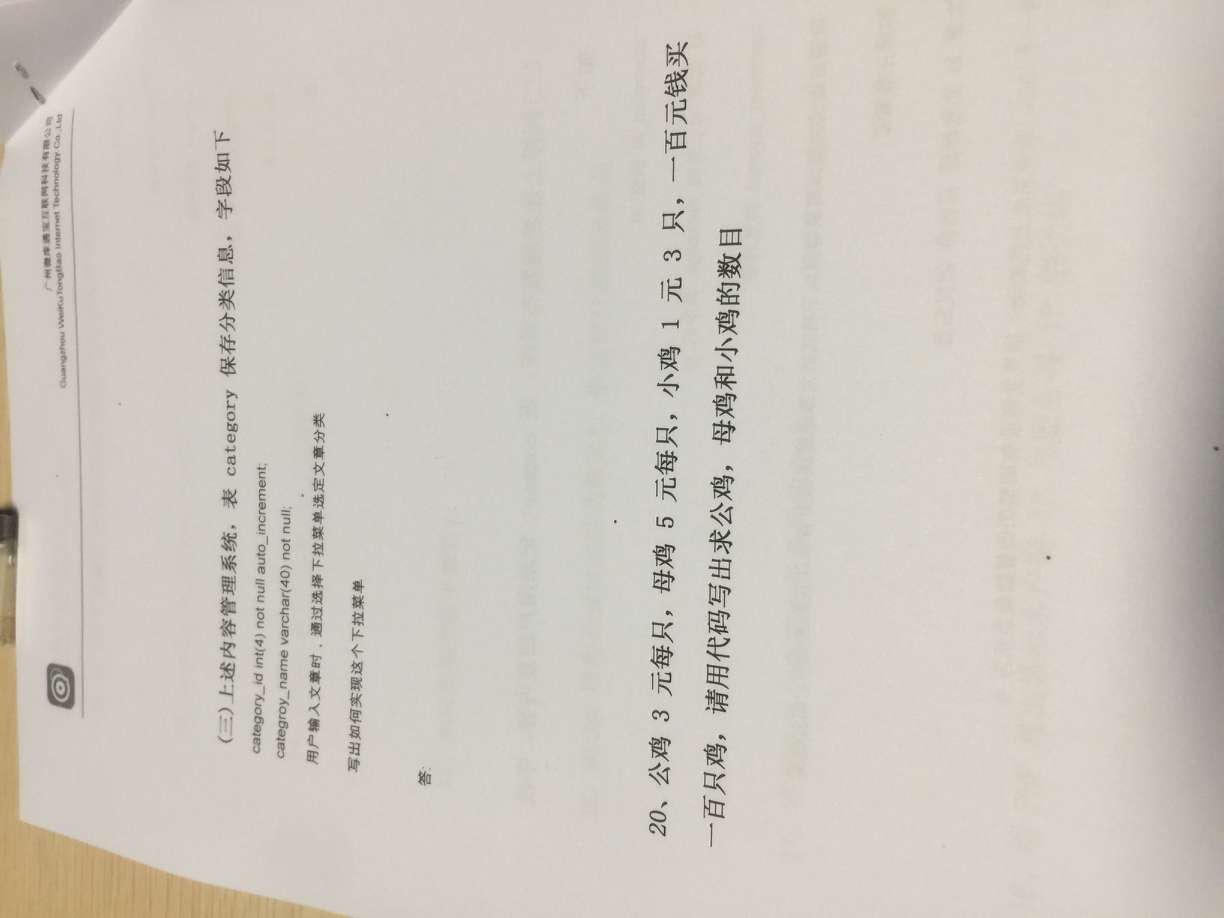 广州微库通宝互联网科技有限公司
Guangzhou WeiKuTongBao Internet Technology Co.,Ltd
(三)上述内容管理系统，表 category 保存分类信息，字段如下
category_id int(4) not null auto_increment;
categroy_name varchar(40) not null;
用户输入文章时，通过选择下拉菜单选定文章分类
写出如何实现这个下拉菜单
答:
20、公鸡 3 元每只，母鸡 5 元每只，小鸡 1 元 3 只，一百元钱买
一百只鸡，请用代码写出求公鸡，母鸡和小鸡的数目